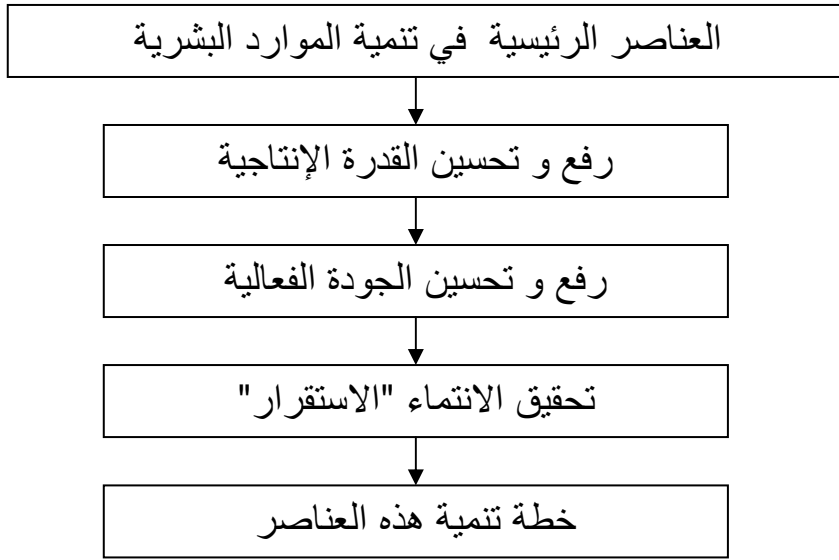 العناصر الرئيسية في تنمية الموارد البشرية
رفع و تحسين القدرة الإنتاجية
رفع و تحسين الجودة الفعالية
تحقيق الانتماء "الاستقرار"
خطة تنمية هذه العناصر